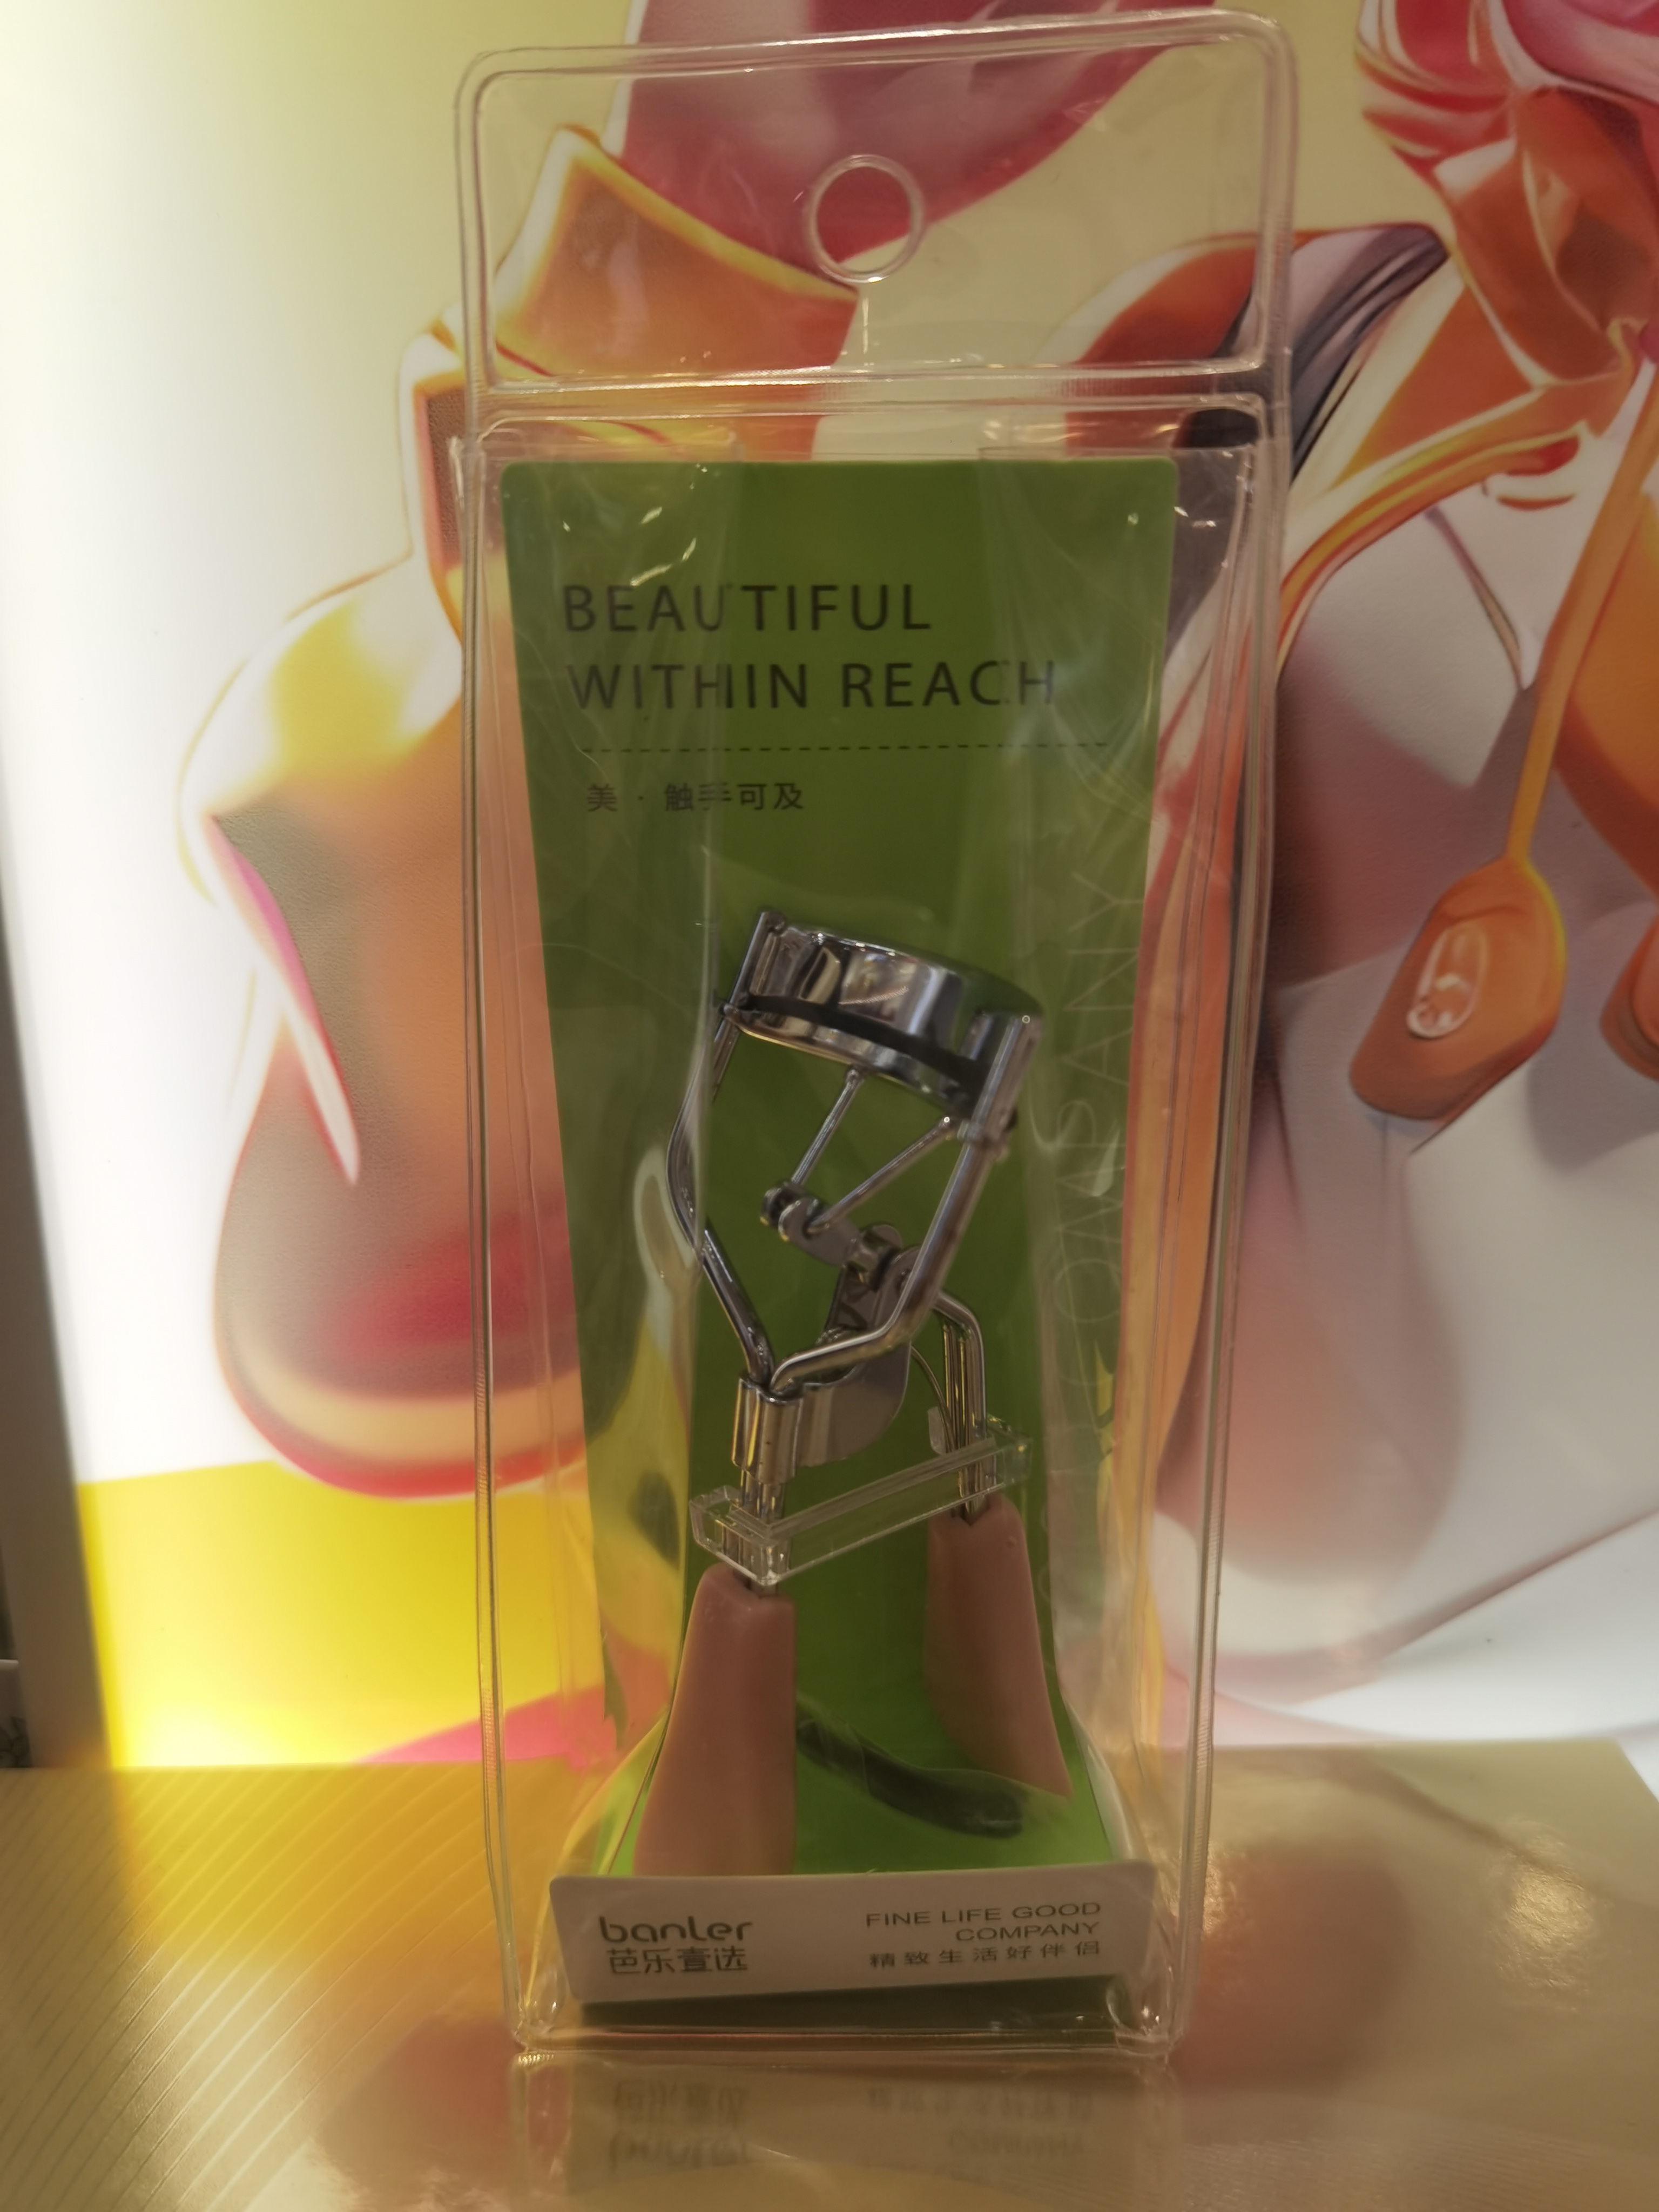 BEAUTIFUL
WITHIN REACH
美 · 触手可及
COMPANY
banler
芭乐壹选
FINE LIFE GOOD
COMPANY
精致生活好伴侣